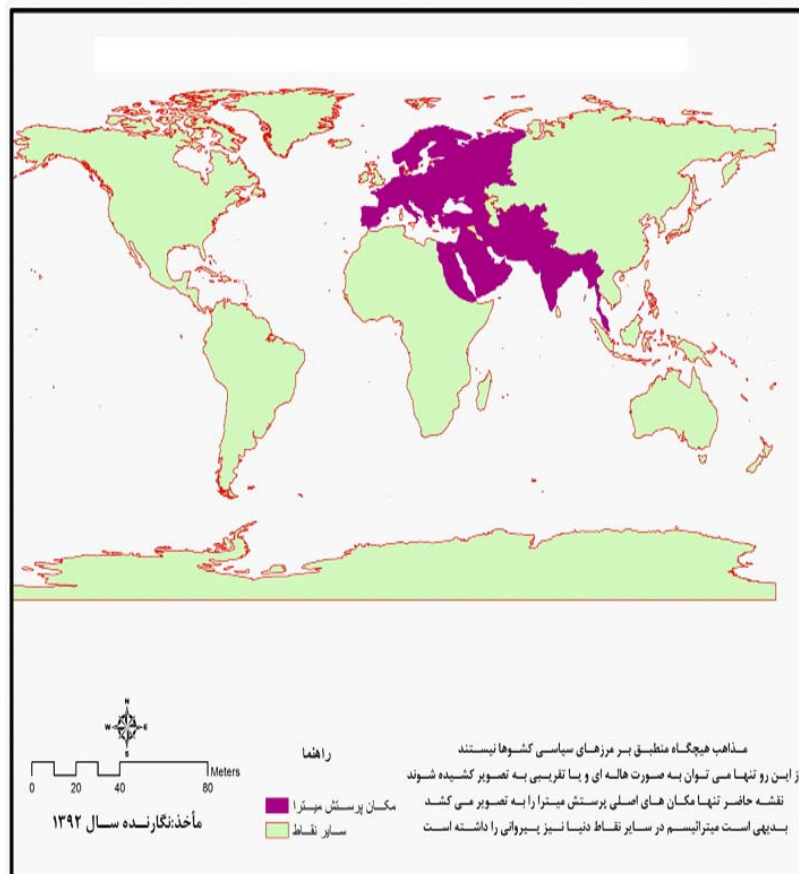 N
W
E
S
Meters
0
20
40
80
راهنما
مکان پرستش میترا
سایر نقاط
مأخذ:نگارنده سال ۱۳۹۲
مذاهب هیچگاه منطبق بر مرزهای سیاسی کشوها نیستند
ز این رو تنها می توان به صورت هاله ای و یا تقریبی به تصویر کشیده شوند
نقشه حاضر تنها مکان های اصلی پرستش میترا را به تصویر می کشد
بدیهی است میترائیسم در سایر نقاط دنیا نیز پیروانی را داشته است